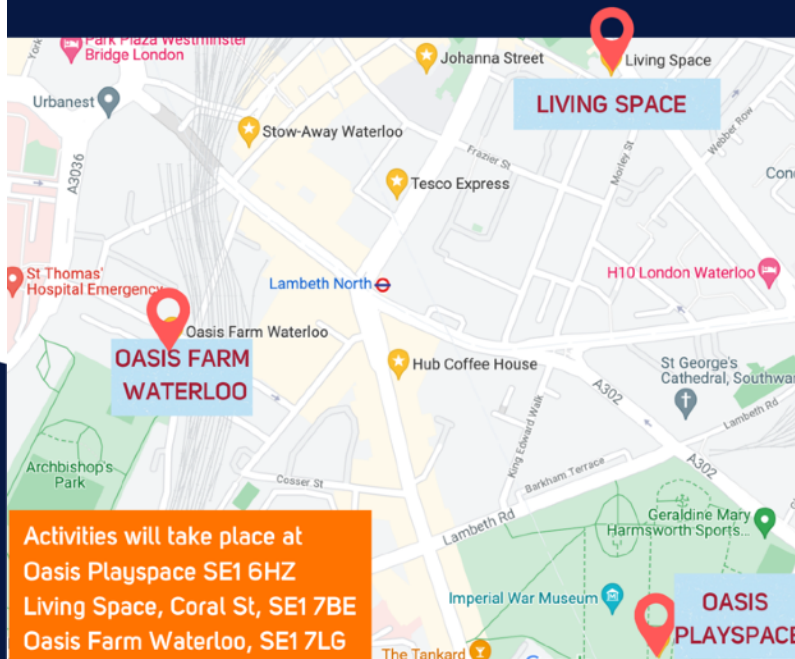 Park Plaza Westminster
Bridge London
York
Johanna Street
Living Space
LIVING SPACE
Urbanest
Stow-Away Waterloo
Frazier St
Morley St
Webber Row
A3036
Tesco Express
St Thomas'
Hospital Emergency
Lambeth North
H10 London Waterloo
Oasis Farm Waterloo
OASIS FARM
WATERLOO
Hub Coffee House
St George's
Cathedral, Southwar
A302
King Edward Walk
Lambeth Rd
Archbishop's
Park
Cosser St
Barkham Terrace
A302
Lambeth Rd
Geraldine Mary
Harmsworth Sports...
Activities will take place at
Oasis Playspace SE1 6HZ
Living Space, Coral St, SE1 7BE
Oasis Farm Waterloo, SE1 7LG
Imperial War Museum
OASIS
PLAYSPACE
The Tankard